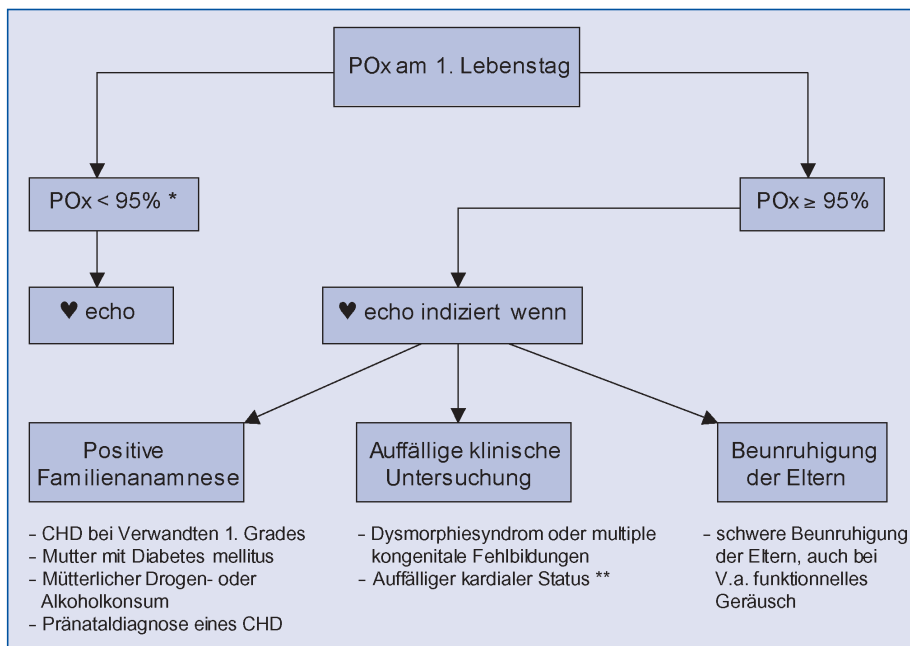 POx am 1. Lebenstag
POx < 95% *
POx ≥ 95%
♥ echo
♥ echo indiziert wenn
Positive
Familienanamnese
Auffällige klinische
Untersuchung
Beunruhigung
der Eltern
– CHD bei Verwandten 1. Grades
– Mutter mit Diabetes mellitus
– Mütterlicher Drogen- oder
Alkoholkonsum
– Pränataldiagnose eines CHD
– Dysmorphiesyndrom oder multiple
kongenitale Fehlbildungen
– Auffälliger kardialer Status **
– schwere Beunruhigung
der Eltern, auch bei
V.a. funktionelles
Geräusch